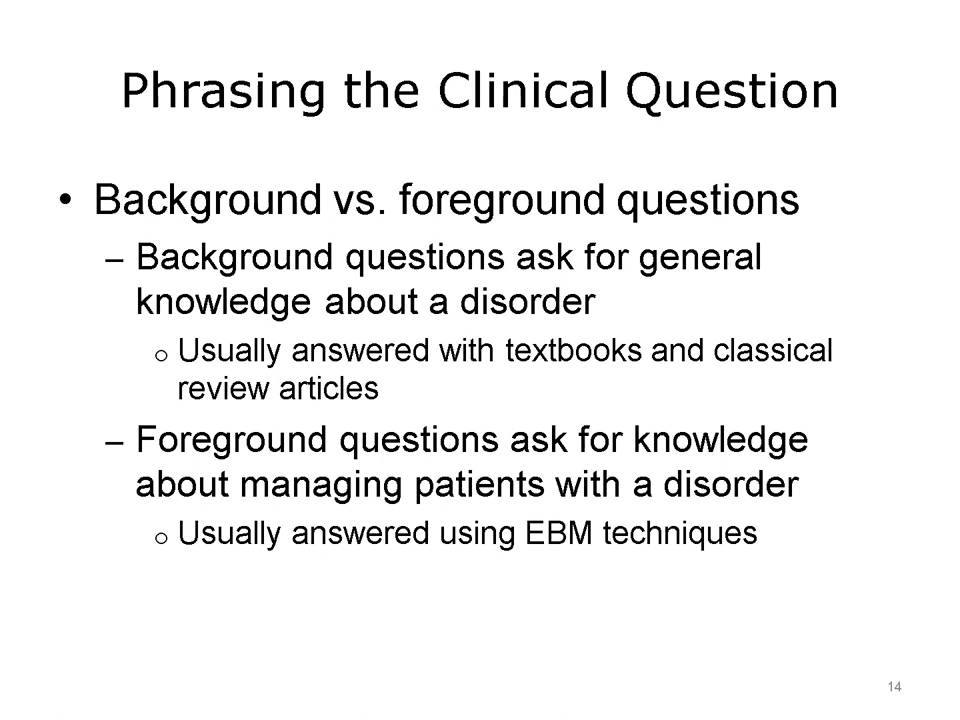 Phrasing the Clinical Question
• Background vs. foreground questions
– Background questions ask for general
knowledge about a disorder
o Usually answered with textbooks and classical
review articles
– Foreground questions ask for knowledge
about managing patients with a disorder
o Usually answered using EBM techniques
14